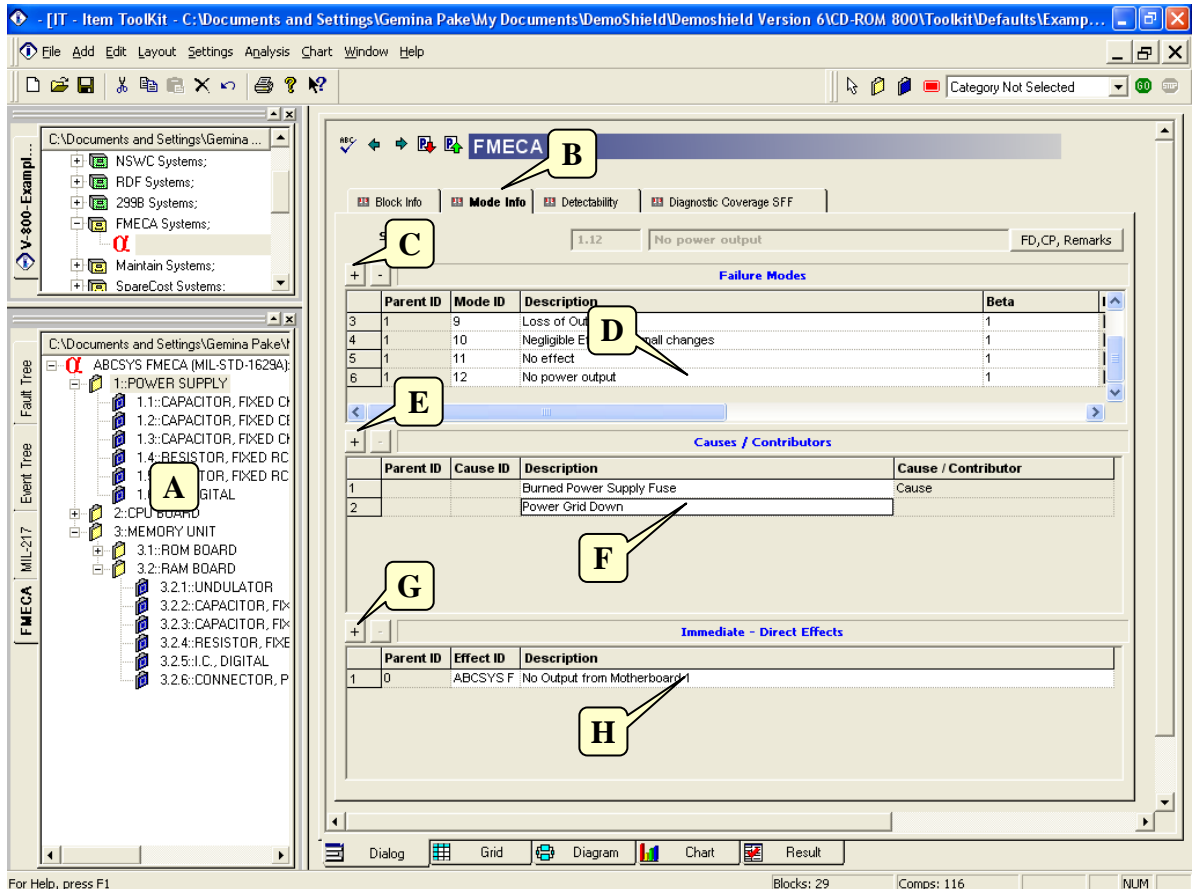 - [IT - Item ToolKit - C:\Documents and Settings\Gemina Pake\My Documents\DemoShield\Demoshield Version 6\CD-ROM 800\Toolkit\Defaults\Examp...
File Add Edit Layout Settings Analysis Chart Window Help
Category Not Selected GO STOP
C:\Documents and Settings\Gemina ...
NSWC Systems;
RDF Systems;
299B Systems;
FMECA Systems;
α
Maintain Systems;
SpareCost Systems;
V-800-Exampl...
C:\Documents and Settings\Gemina Pake\
α ABCSYS FMECA (MIL-STD-1629A):
1::POWER SUPPLY
1.1::CAPACITOR, FIXED
1.2::CAPACITOR, FIXED CE
1.3::CAPACITOR, FIXED
1.4::RESISTOR, FIXED RC
TOR, FIXED RC
GITAL
A
2::CPU BOARD
3::MEMORY UNIT
3.1::ROM BOARD
3.2::RAM BOARD
3.2.1::UNDULATOR
3.2.2::CAPACITOR, FIX
3.2.3::CAPACITOR, FIX
3.2.4::RESISTOR, FIXE
3.2.5::I.C., DIGITAL
3.2.6::CONNECTOR, P
Fault Tree
Event Tree
MIL-217
FMECA
ABC FMECA
B
Block Info Mode Info Detectability Diagnostic Coverage SFF
C
1.12 No power output FD,CP, Remarks
+ - Failure Modes
Parent ID Mode ID Description Beta
3 1 9 Loss of Out 1
4 1 10 Negligible Ef mall changes 1
5 1 11 No effect 1
6 1 12 No power output 1
D
E
+ - Causes / Contributors
Parent ID Cause ID Description Cause / Contributor
1 Burned Power Supply Fuse Cause
2 Power Grid Down
F
G
+ - Immediate - Direct Effects
Parent ID Effect ID Description
1 0 ABCSYS F No Output from Motherboard 1
H
Dialog Grid Diagram Chart Result
For Help, press F1 Blocks: 29 Comps: 116 NUM